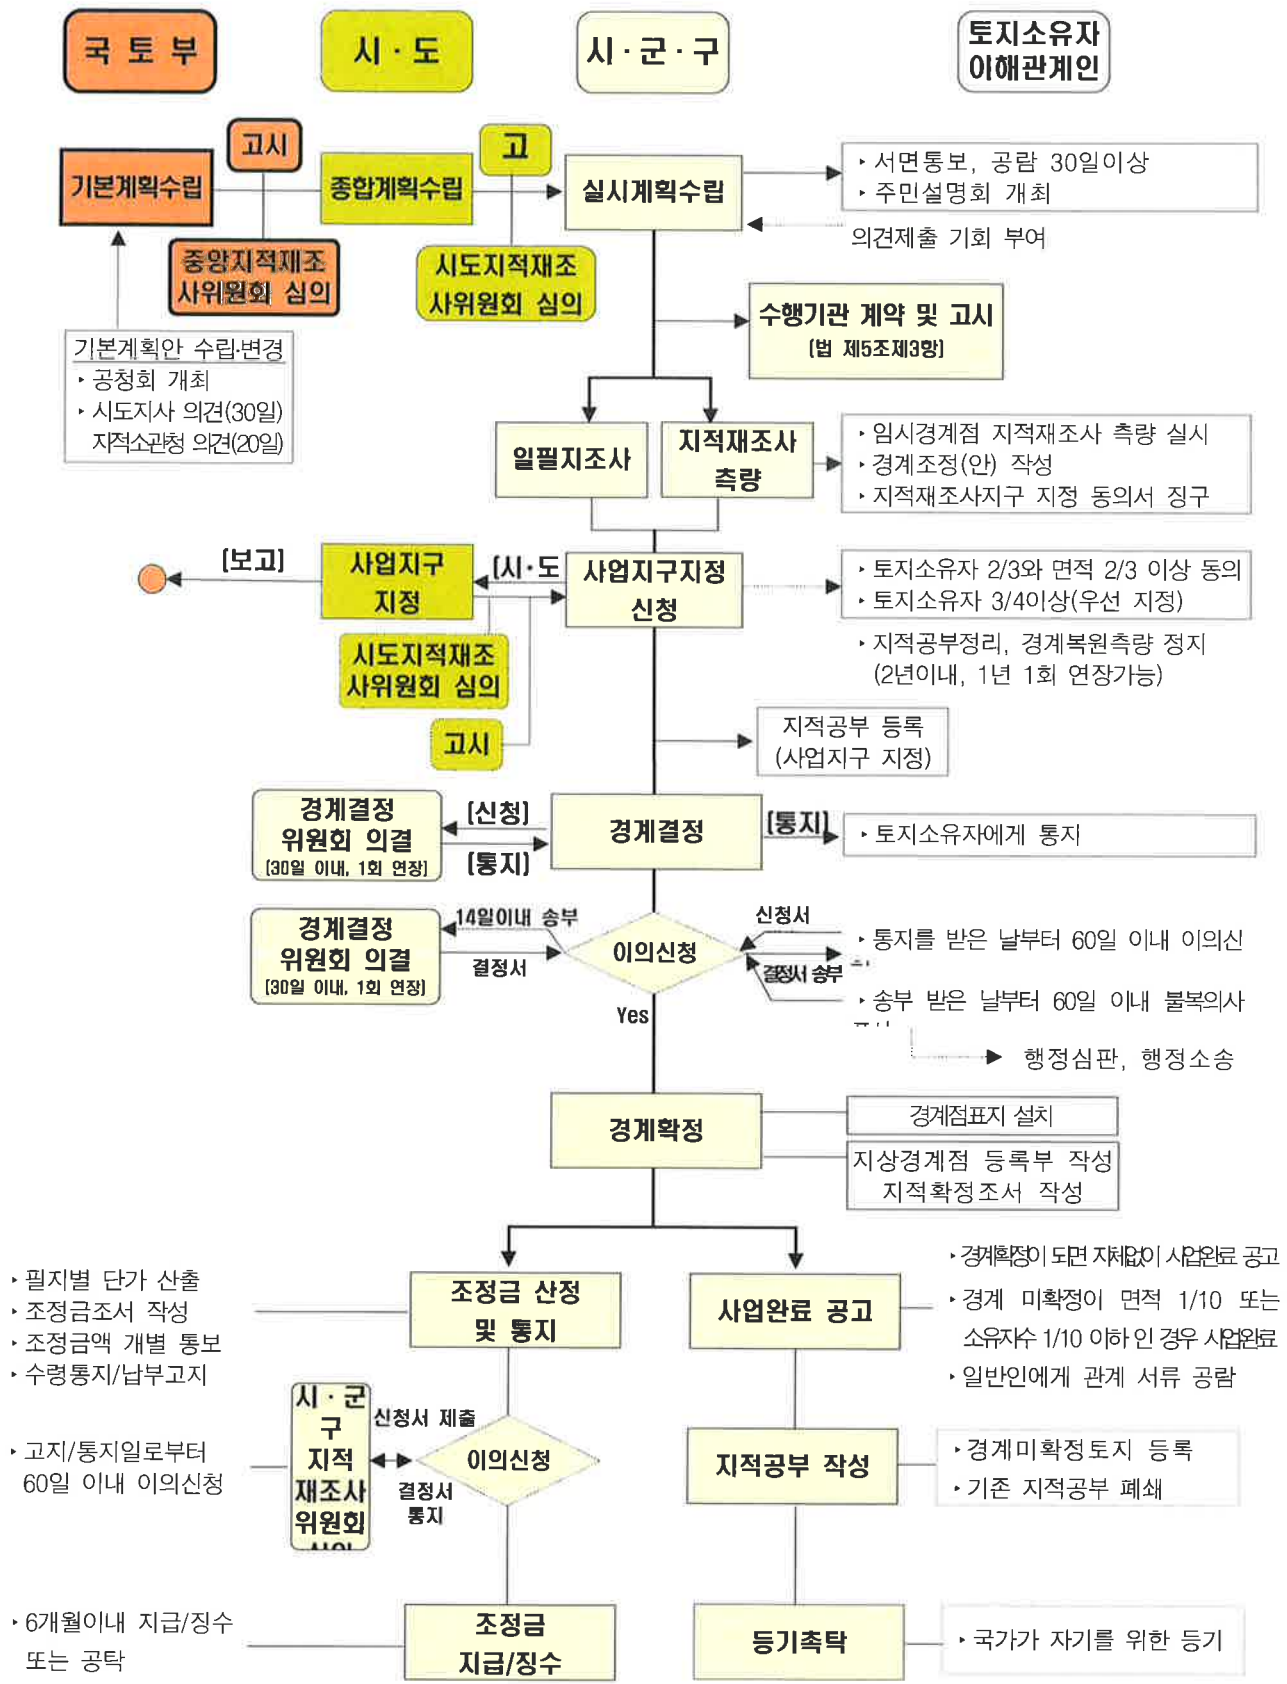 국 토 부
시 · 도
시 · 군 · 구
토지소유자
이해관계인
고시
고
기본계획수립
종합계획수립
실시계획수립
‣ 서면통보, 공람 30일이상
‣ 주민설명회 개최
의견제출 기회 부여
중앙지적재조
사위원회 심의
시도지적재조
사위원회 심의
수행기관 계약 및 고시
(법 제5조제3항)
기본계획안 수립·변경
‣ 공청회 개최
‣ 시도지사 의견(30일)
지적소관청 의견(20일)
일필지조사
지적재조사
측량
‣ 임시경계점 지적재조사 측량 실시
‣ 경계조정(안) 작성
‣ 지적재조사지구 지정 동의서 징구
(보고)
사업지구
지정
(시·도
사업지구지정
신청
‣ 토지소유자 2/3와 면적 2/3 이상 동의
‣ 토지소유자 3/4이상(우선 지정)
‣ 지적공부정리, 경계복원측량 정지
(2년이내, 1년 1회 연장가능)
시도지적재조
사위원회 심의
고시
지적공부 등록
(사업지구 지정)
경계결정
위원회 의결
(30일 이내, 1회 연장)
(신청)
(통지)
경계결정
(통지)
‣ 토지소유자에게 통지
경계결정
위원회 의결
(30일 이내, 1회 연장)
14일이내 송부
결정서
이의신청
신청서
결정서 송부
‣ 통지를 받은 날부터 60일 이내 이의신
‣ 송부 받은 날부터 60일 이내 불복의사
Yes
행정심판, 행정소송
경계확정
경계점표지 설치
지상경계점 등록부 작성
지적확정조서 작성
‣ 필지별 단가 산출
‣ 조정금조서 작성
‣ 조정금액 개별 통보
‣ 수령통지/납부고지
조정금 산정
및 통지
사업완료 공고
‣ 경계확정이 되면 지체없이 사업완료 공고
‣ 경계 미확정이 면적 1/10 또는
소유자수 1/10 이하 인 경우 사업완료
‣ 일반인에게 관계 서류 공람
‣ 고지/통지일로부터
60일 이내 이의신청
시 · 군
구
지적
재조사
위원회
신청서 제출
결정서
통지
이의신청
지적공부 작성
‣ 경계미확정토지 등록
‣ 기존 지적공부 폐쇄
‣ 6개월이내 지급/징수
또는 공탁
조정금
지급/징수
등기촉탁
‣ 국가가 자기를 위한 등기